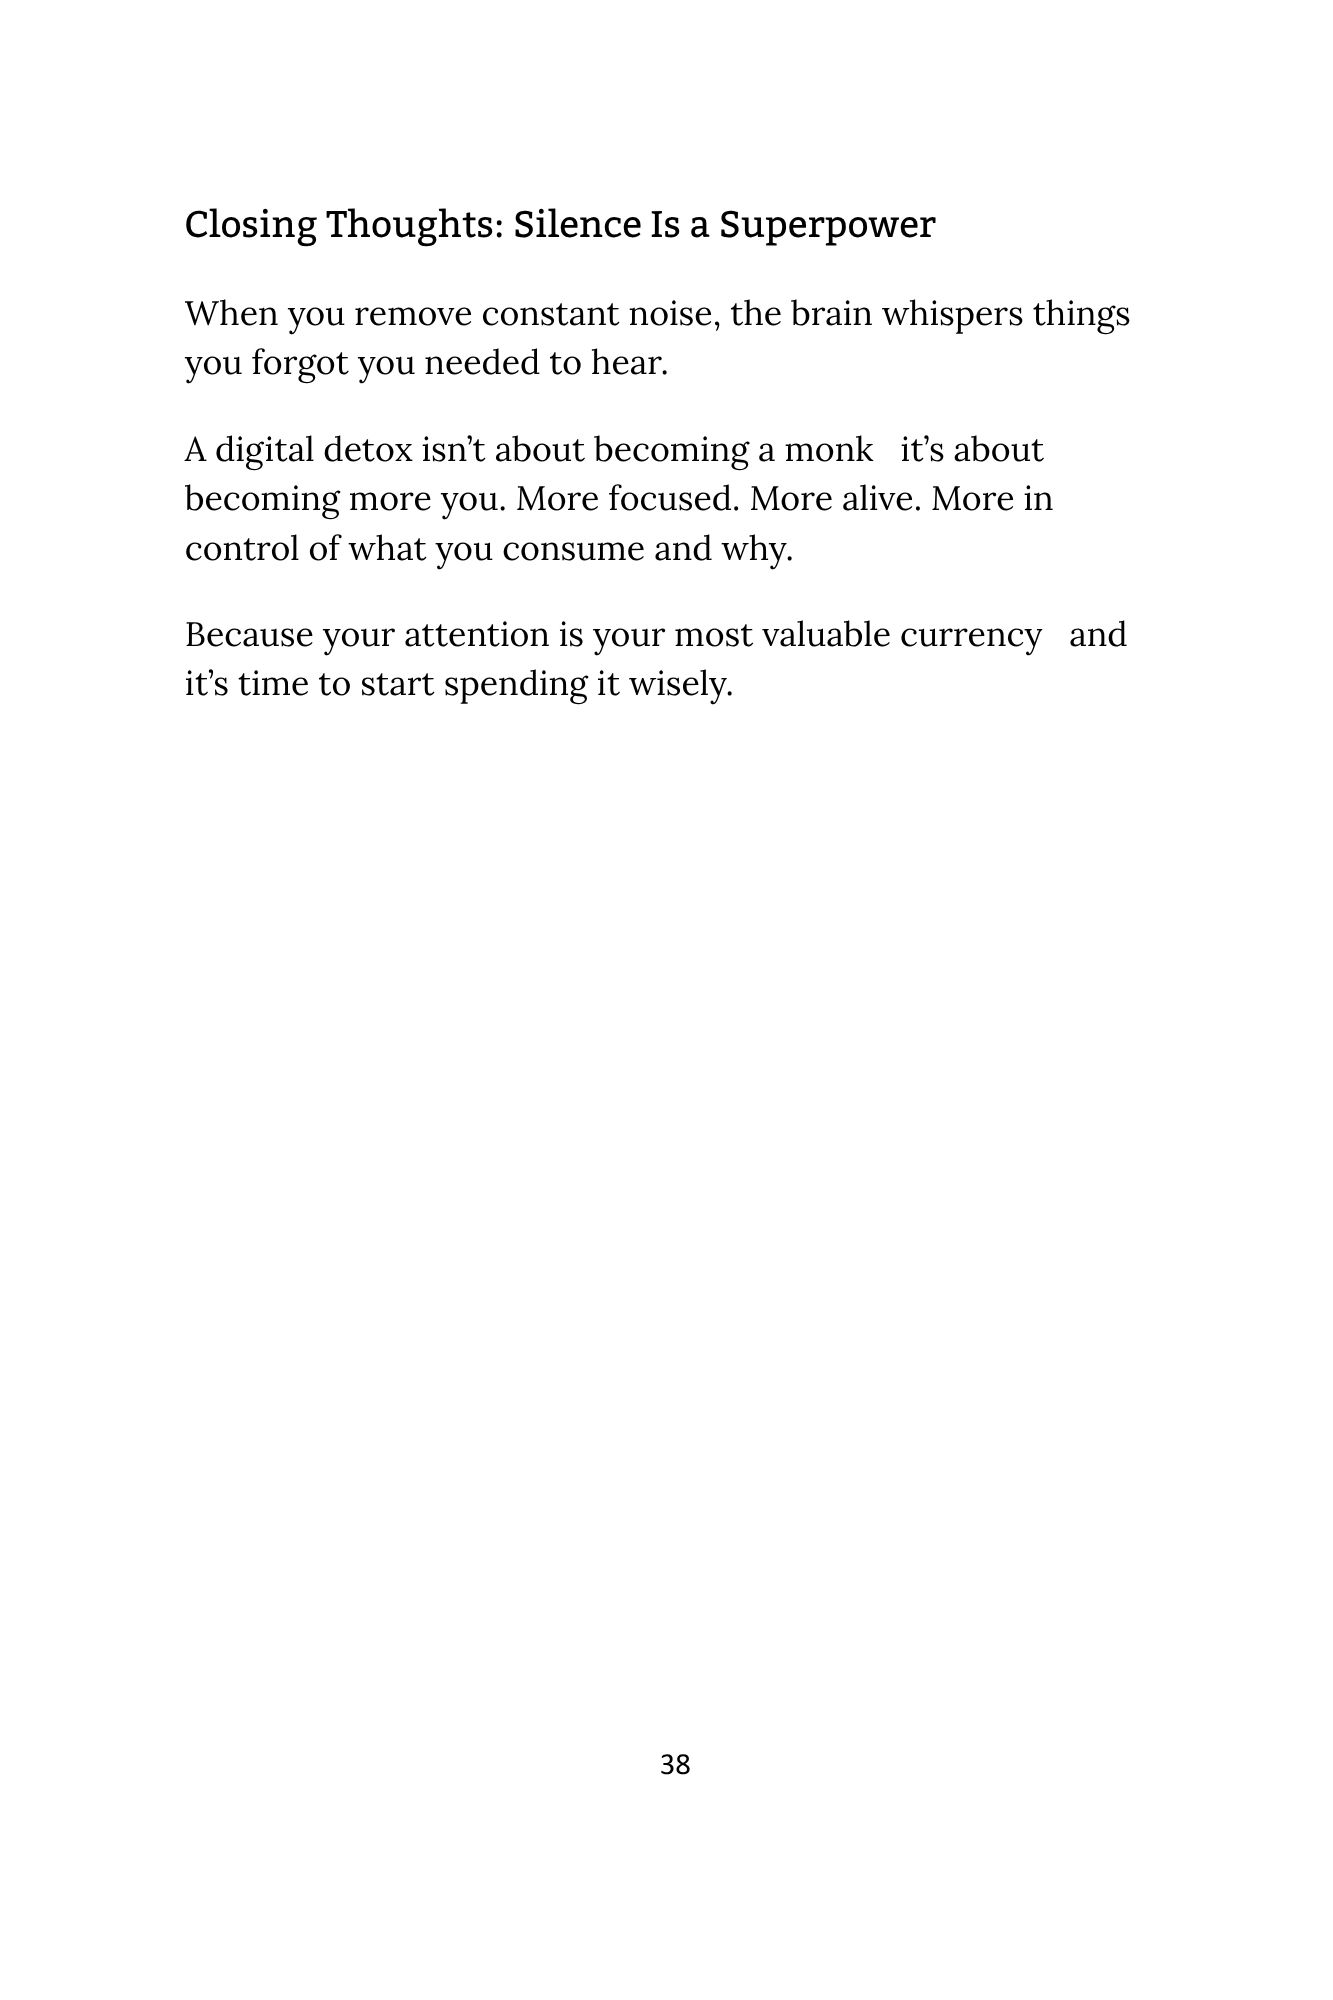 Closing Thoughts: Silence Is a Superpower
When you remove constant noise, the brain whispers things
you forgot you needed to hear.
A digital detox isn’t about becoming a monk   it’s about
becoming more you. More focused. More alive. More in
control of what you consume and why.
Because your attention is your most valuable currency   and
it’s time to start spending it wisely.
38